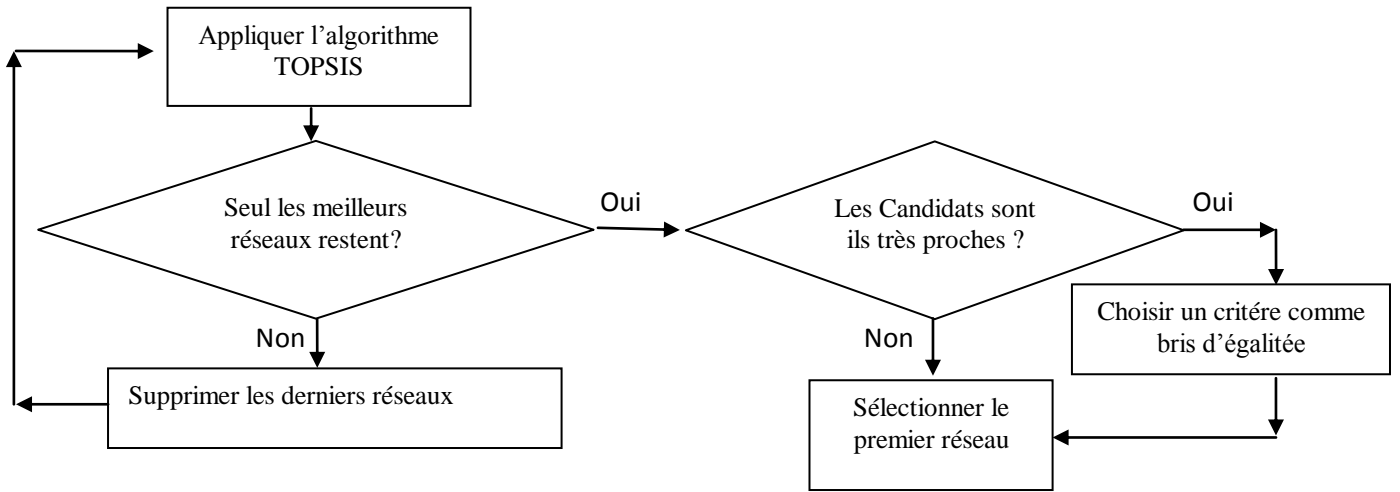 Appliquer l’algorithme
TOPSIS
Seul les meilleurs
réseaux restent?
Oui
Les Candidats sont
ils très proches ?
Oui
Non
Supprimer les derniers réseaux
Non
Choisir un critére comme
bris d’égalitée
Sélectionner le
premier réseau